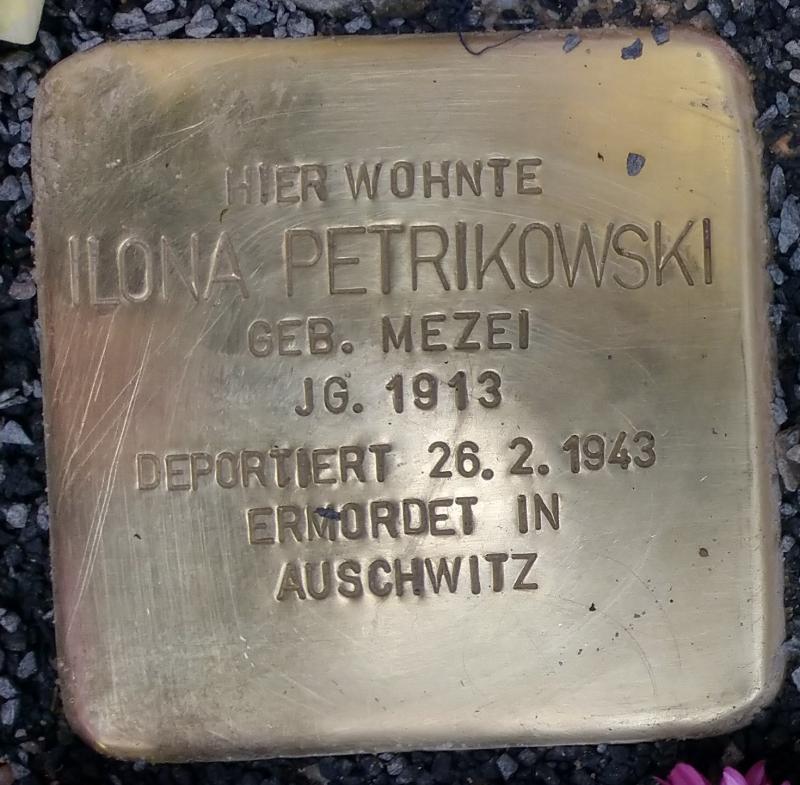 HIER WOHNTE
ILONA PETRIKOWSKI
GEB. MEZEI
JG. 1913
DEPORTIERT 26. 2. 1943
ERMORDET IN
AUSCHWITZ